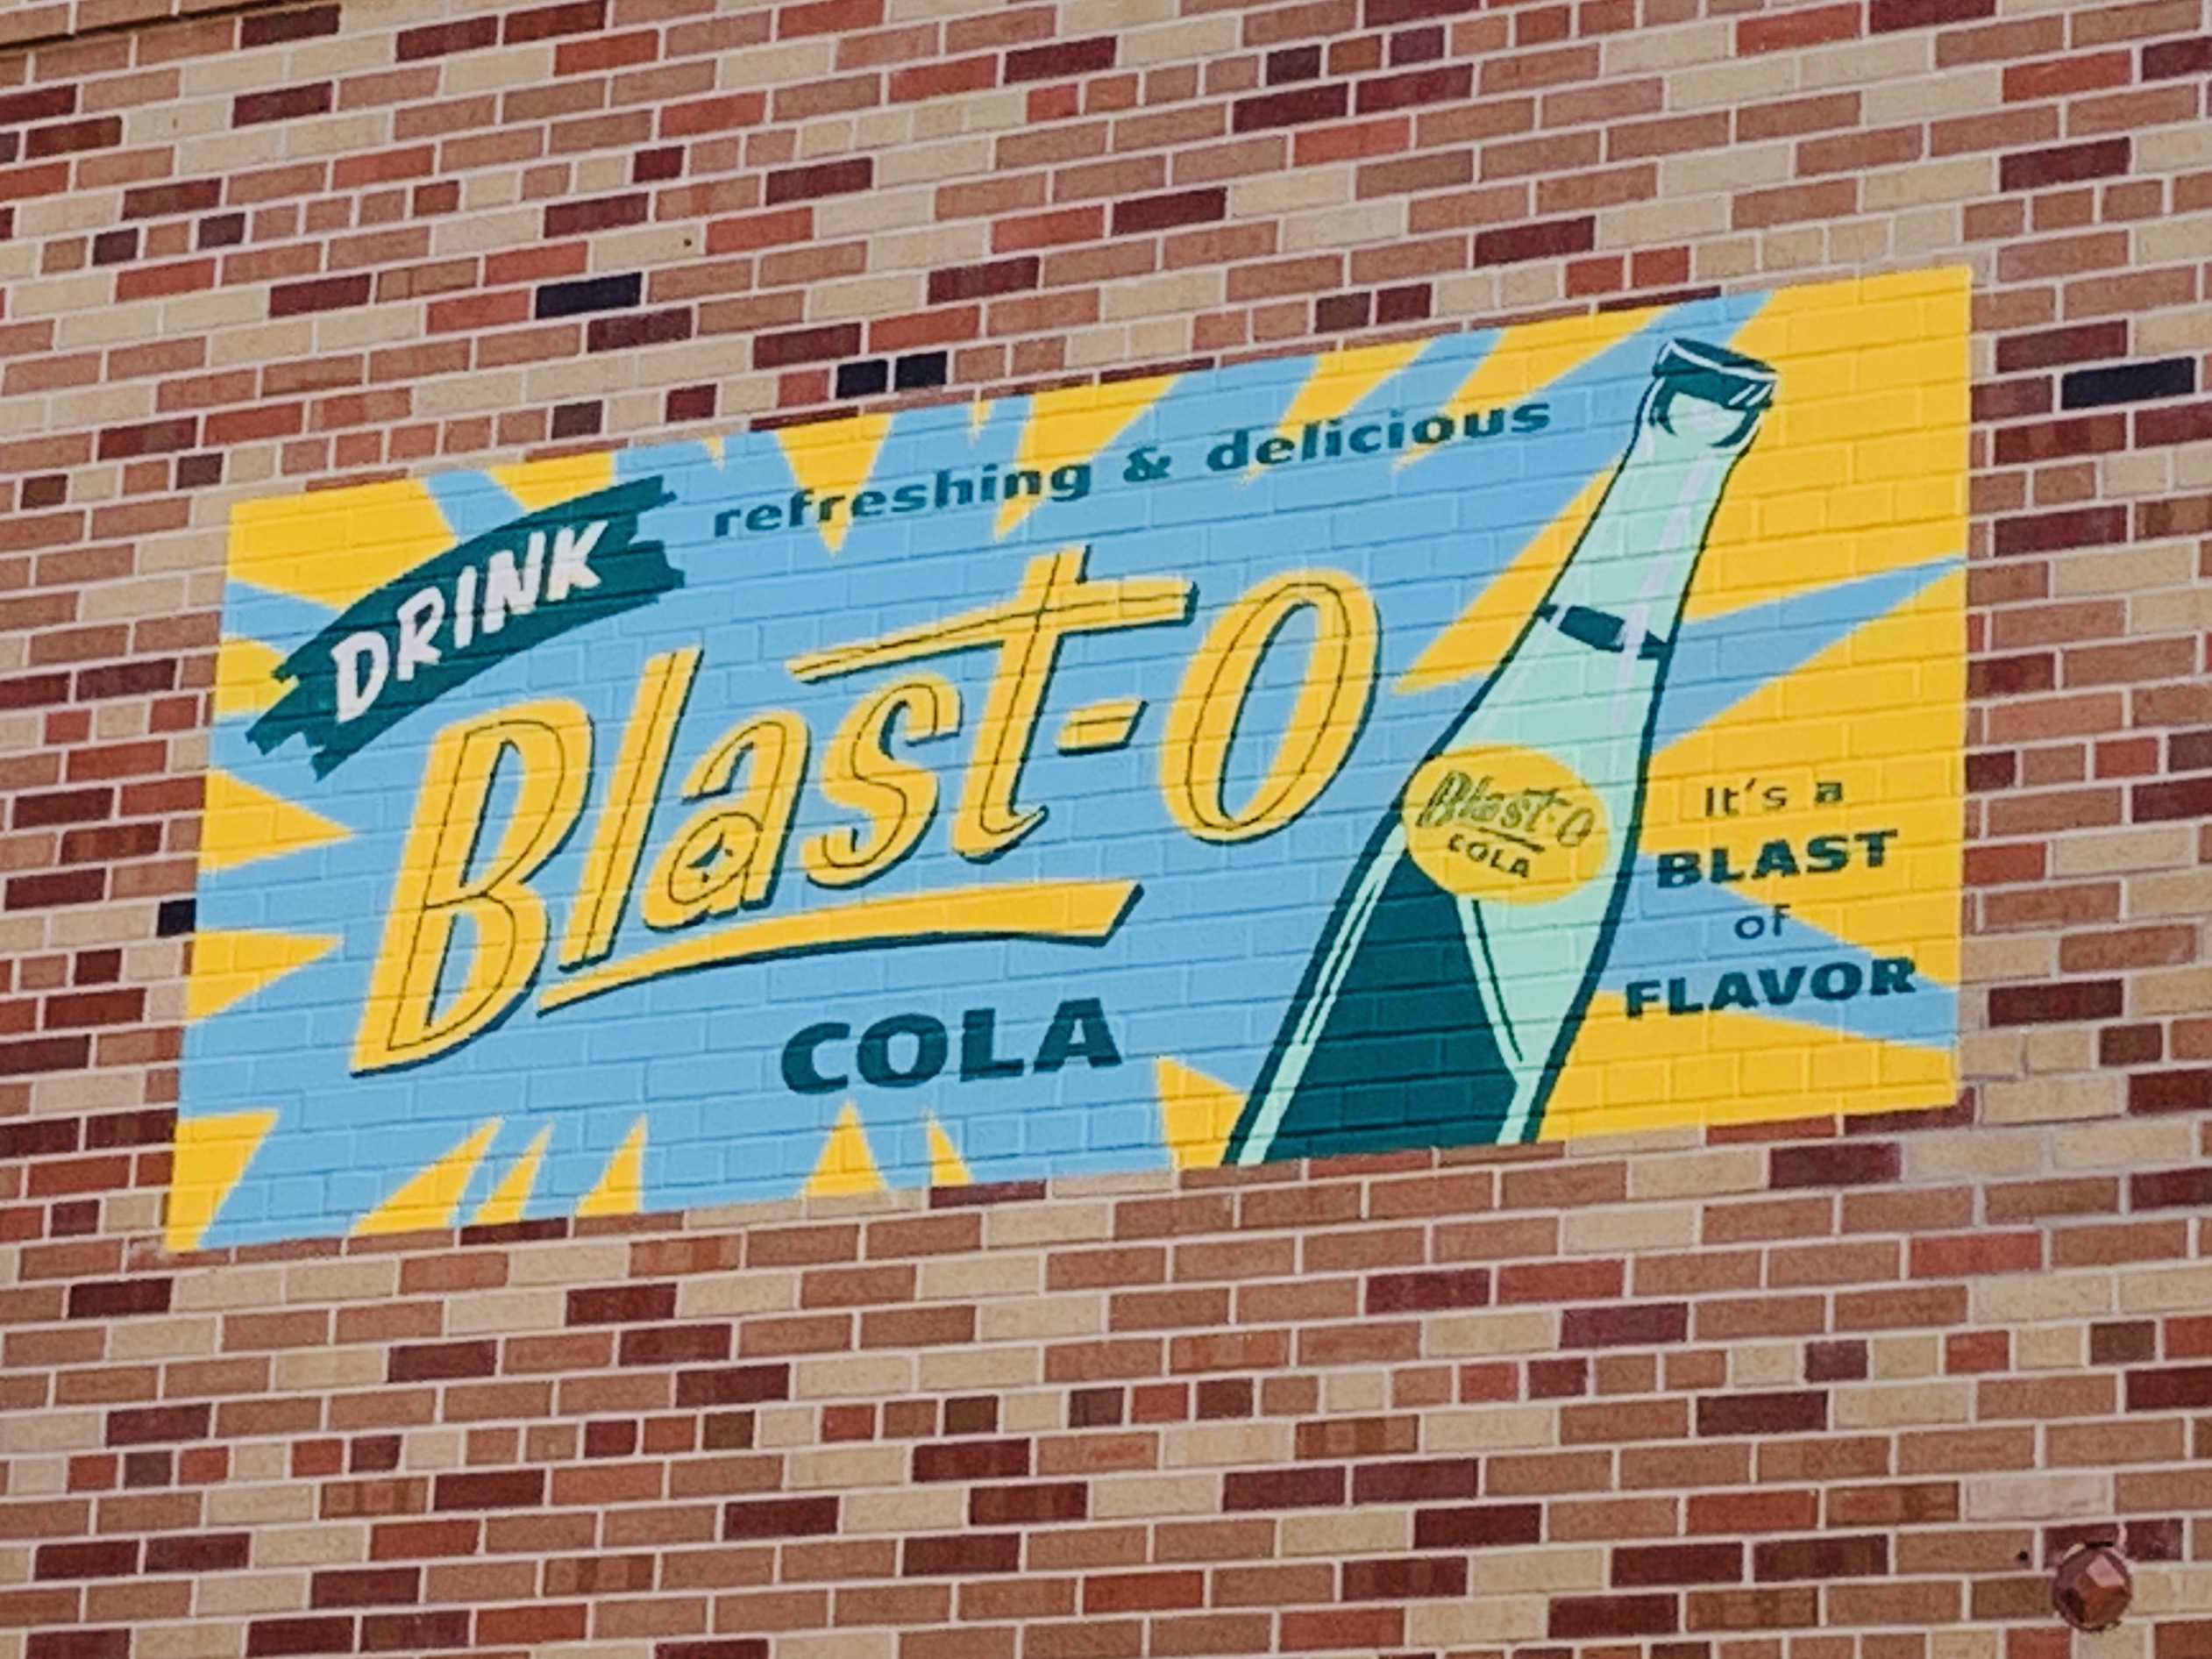 DRINK
refreshing & delicious
Blast-O
COLA
Blast-O
COLA
It's a
BLAST
of
FLAVOR